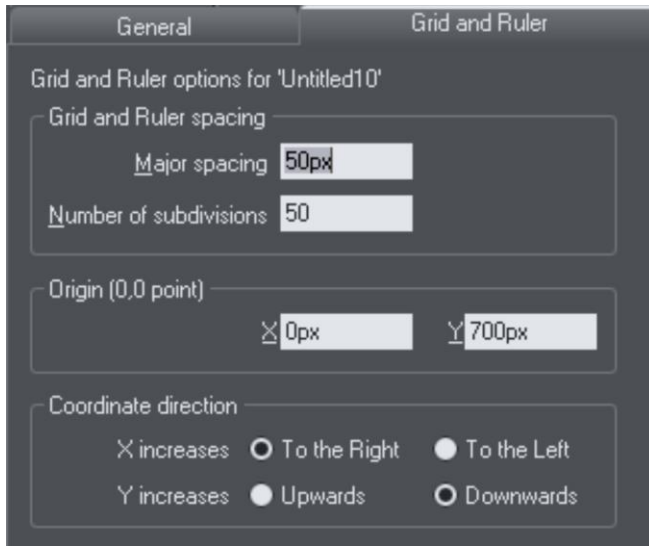 General
Grid and Ruler
Grid and Ruler options for 'Untitled10'
Grid and Ruler spacing
Major spacing 50px
Number of subdivisions 50
Origin (0,0 point)
X 0px Y 700px
Coordinate direction
X increases To the Right To the Left
Y increases Upwards Downwards